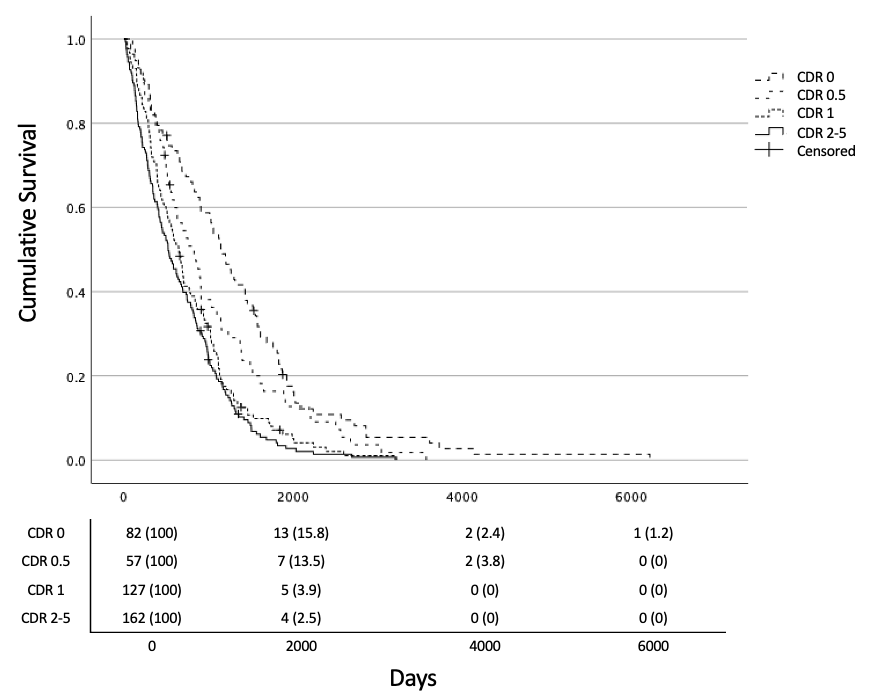 1.0
0.8
0.6
0.4
0.2
0.0
Cumulative Survival
CDR 0
CDR 0.5
CDR 1
CDR 2-5
Censored
0 2000 4000 6000
CDR 0 82 (100) 13 (15.8) 2 (2.4) 1 (1.2)
CDR 0.5 57 (100) 7 (13.5) 2 (3.8) 0 (0)
CDR 1 127 (100) 5 (3.9) 0 (0) 0 (0)
CDR 2-5 162 (100) 4 (2.5) 0 (0) 0 (0)
0 2000 4000 6000
Days